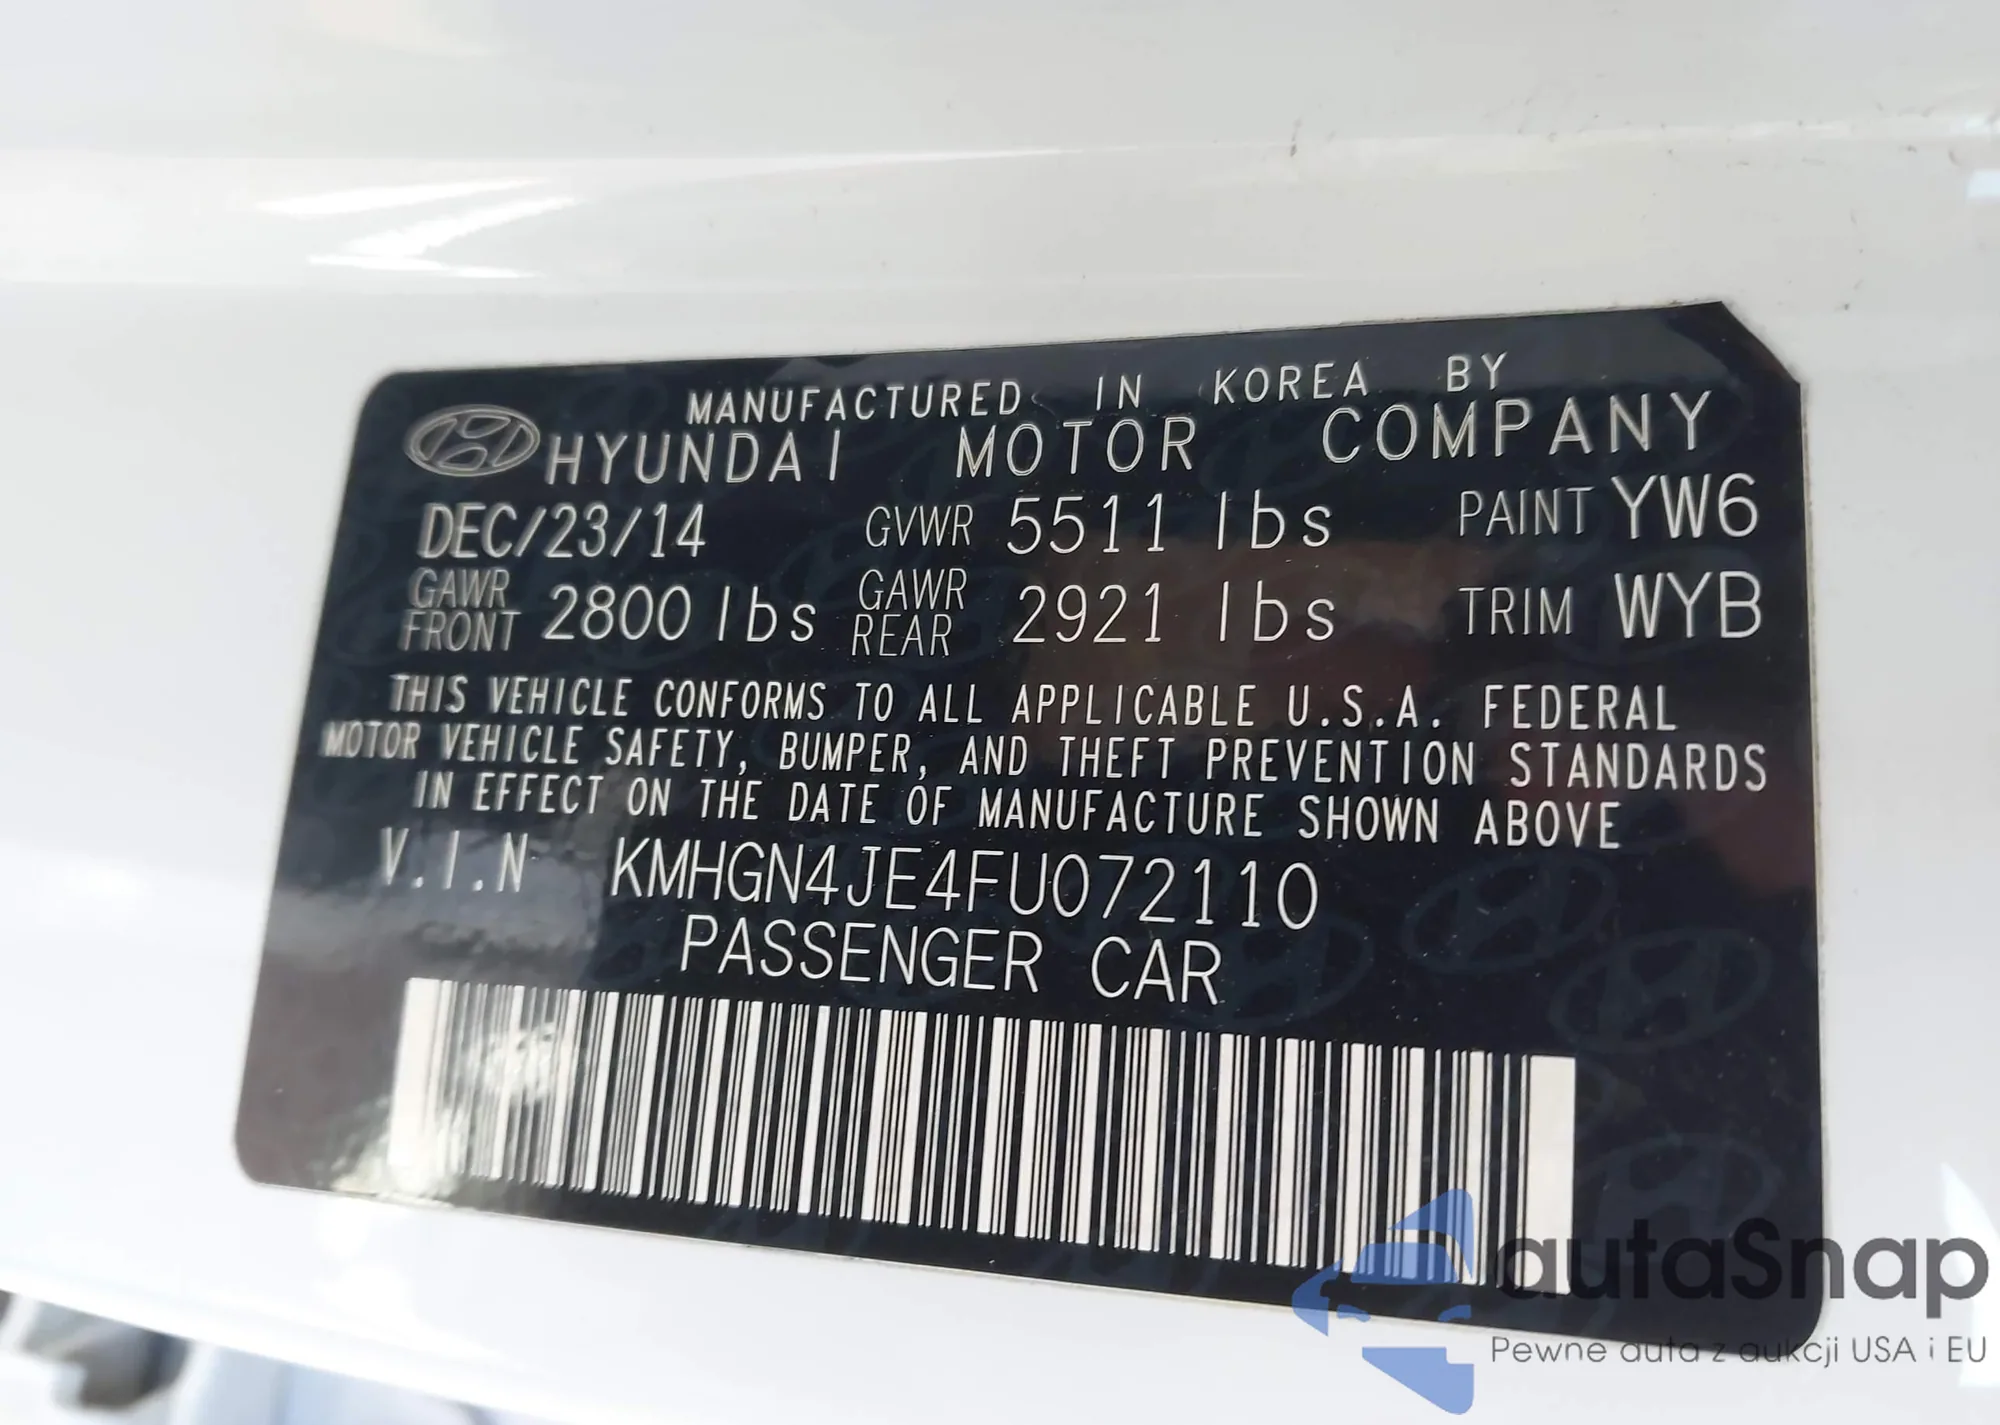 MANUFACTURED IN KOREA BY
HYUNDAI MOTOR COMPANY
DEC/23/14 GVWR 5511 lbs PAINT YW6
GAWR FRONT 2800 lbs GAWR REAR 2921 lbs TRIM WYB
THIS VEHICLE CONFORMS TO ALL APPLICABLE U.S.A. FEDERAL
MOTOR VEHICLE SAFETY, BUMPER, AND THEFT PREVENTION STANDARDS
IN EFFECT ON THE DATE OF MANUFACTURE SHOWN ABOVE
V.I.N KMHGN4JE4FU072110
PASSENGER CAR
autaSnap
Pewne auta z aukcji USA i EU